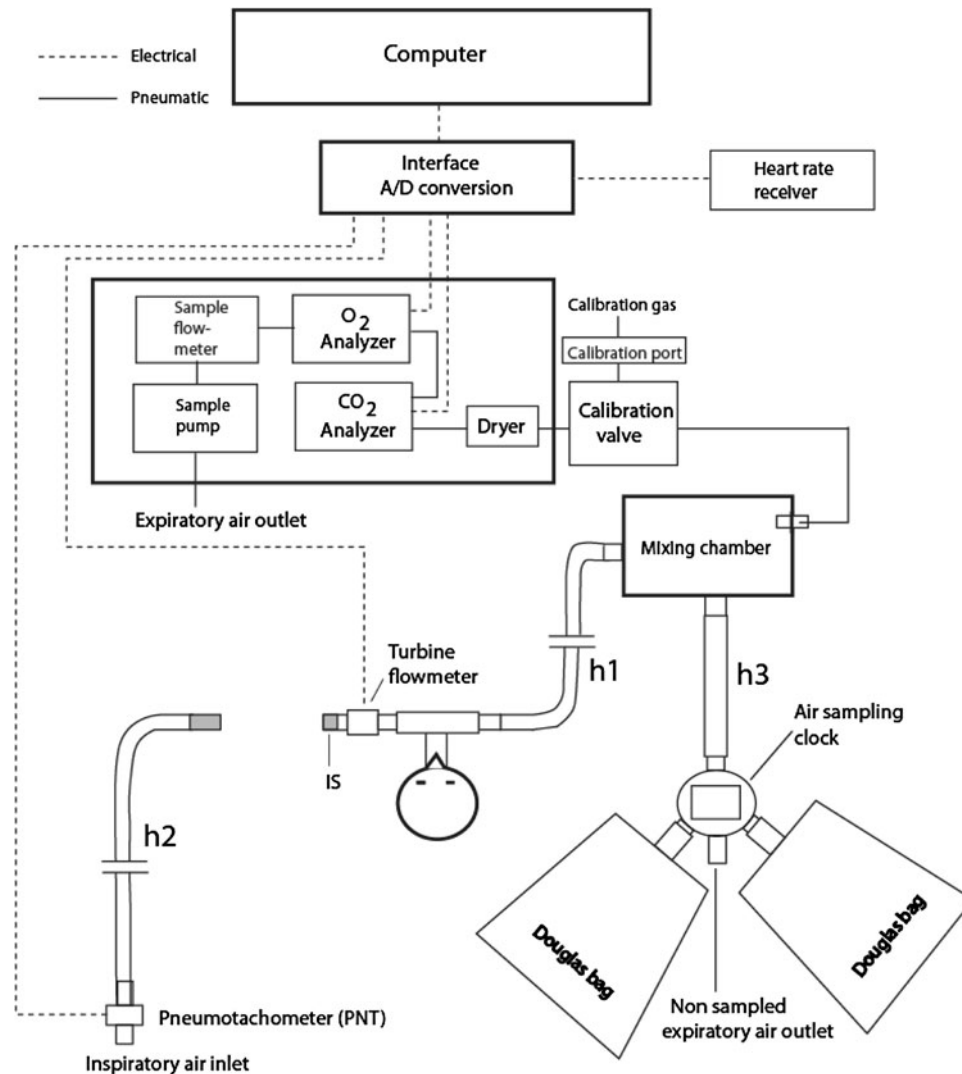 Electrical
Pneumatic
Computer
Interface
A/D conversion
Heart rate
receiver
Sample
flow-
meter
O2
Analyzer
Sample
pump
CO2
Analyzer
Dryer
Calibration gas
Calibration port
Calibration
valve
Expiratory air outlet
Mixing chamber
Turbine
flowmeter
h1
h3
Air sampling
clock
IS
h2
Douglas bag
Douglas bag
Pneumotachometer (PNT)
Non sampled
expiratory air outlet
Inspiratory air inlet